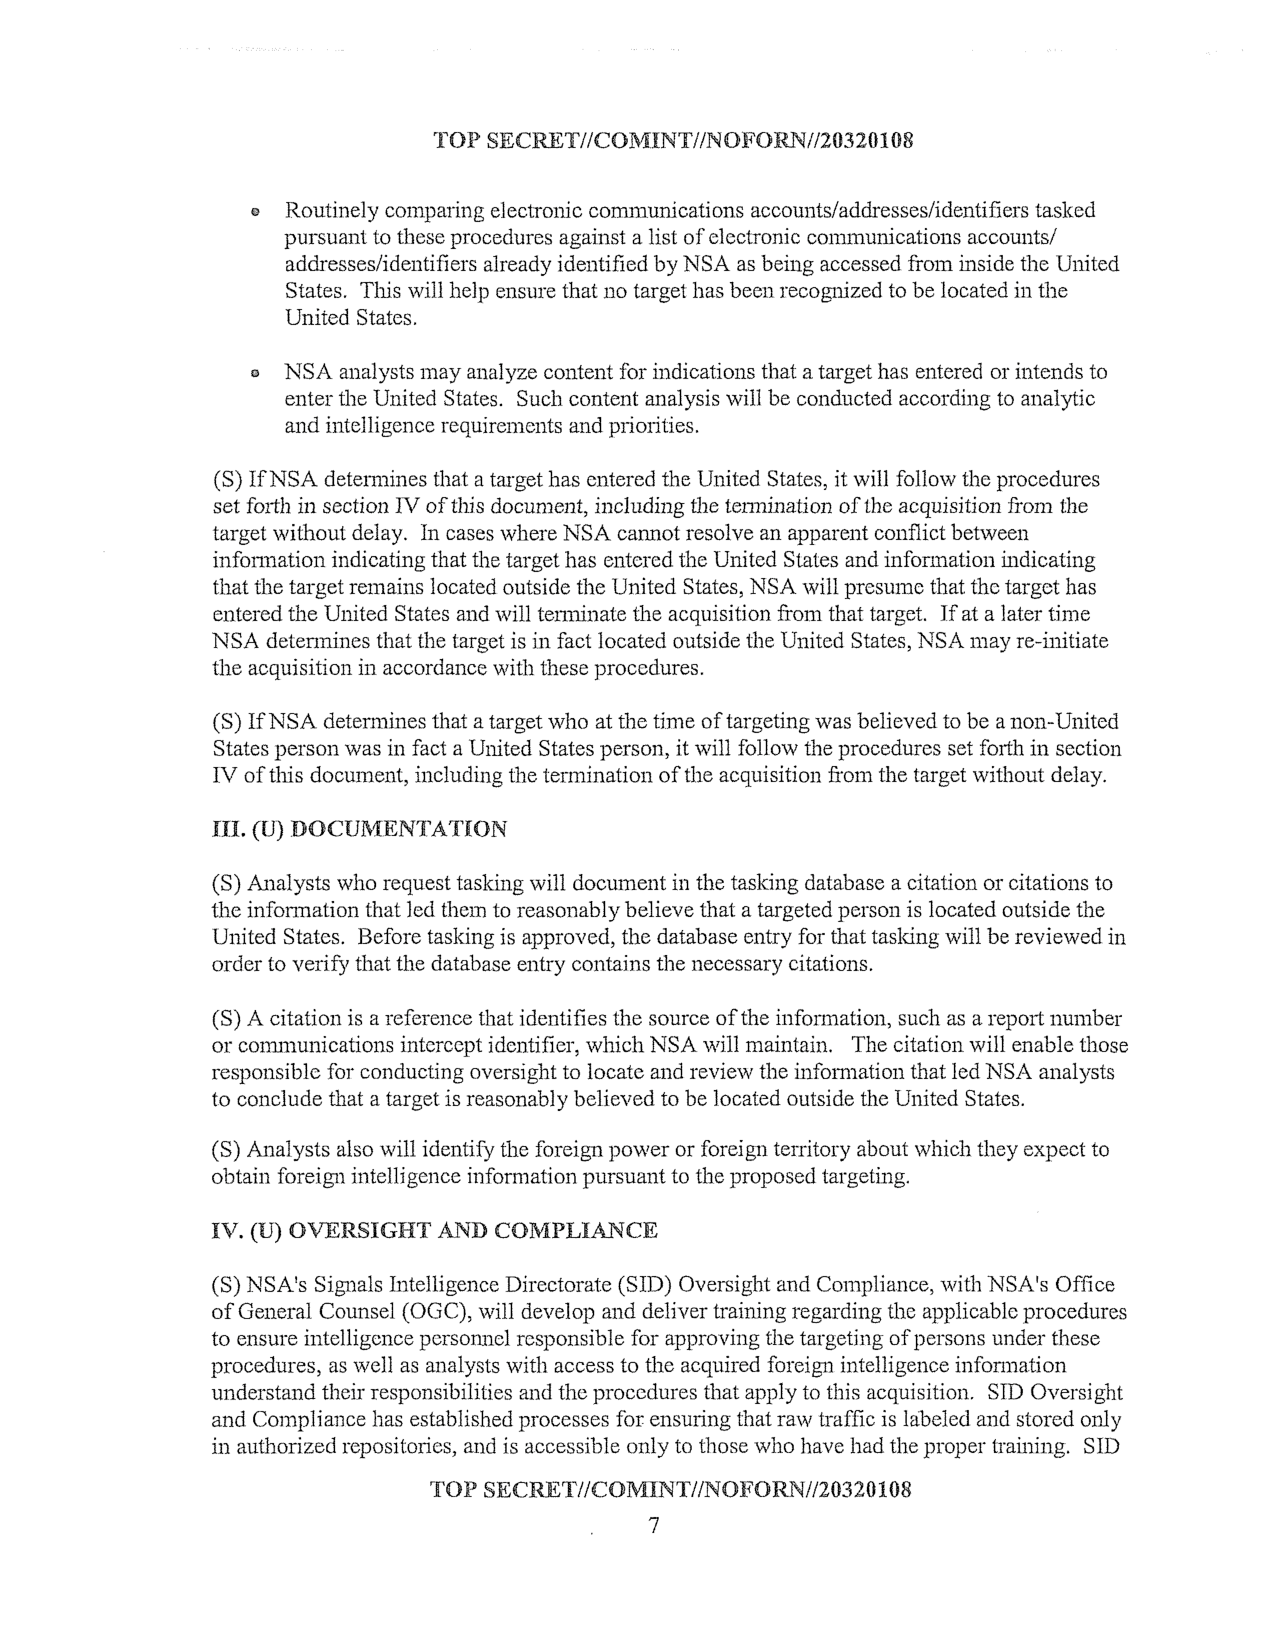 TOP SECRET//COMINT//NOFORN//20320108
• Routinely comparing electronic communications accounts/addresses/identifiers tasked
pursuant to these procedures against a list of electronic communications accounts/
addresses/identifiers already identified by NSA as being accessed from inside the United
States. This will help ensure that no target has been recognized to be located in the
United States.
• NSA analysts may analyze content for indications that a target has entered or intends to
enter the United States. Such content analysis will be conducted according to analytic
and intelligence requirements and priorities.
(S) If NSA determines that a target has entered the United States, it will follow the procedures
set forth in section IV of this document, including the termination of the acquisition from the
target without delay. In cases where NSA cannot resolve an apparent conflict between
information indicating that the target has entered the United States and information indicating
that the target remains located outside the United States, NSA will presume that the target has
entered the United States and will terminate the acquisition from that target. If at a later time
NSA determines that the target is in fact located outside the United States, NSA may re-initiate
the acquisition in accordance with these procedures.
(S) If NSA determines that a target who at the time of targeting was believed to be a non-United
States person was in fact a United States person, it will follow the procedures set forth in section
IV of this document, including the termination of the acquisition from the target without delay.
III. (U) DOCUMENTATION
(S) Analysts who request tasking will document in the tasking database a citation or citations to
the information that led them to reasonably believe that a targeted person is located outside the
United States. Before tasking is approved, the database entry for that tasking will be reviewed in
order to verify that the database entry contains the necessary citations.
(S) A citation is a reference that identifies the source of the information, such as a report number
or communications intercept identifier, which NSA will maintain. The citation will enable those
responsible for conducting oversight to locate and review the information that led NSA analysts
to conclude that a target is reasonably believed to be located outside the United States.
(S) Analysts also will identify the foreign power or foreign territory about which they expect to
obtain foreign intelligence information pursuant to the proposed targeting.
IV. (U) OVERSIGHT AND COMPLIANCE
(S) NSA's Signals Intelligence Directorate (SID) Oversight and Compliance, with NSA's Office
of General Counsel (OGC), will develop and deliver training regarding the applicable procedures
to ensure intelligence personnel responsible for approving the targeting of persons under these
procedures, as well as analysts with access to the acquired foreign intelligence information
understand their responsibilities and the procedures that apply to this acquisition. SID Oversight
and Compliance has established processes for ensuring that raw traffic is labeled and stored only
in authorized repositories, and is accessible only to those who have had the proper training. SID
TOP SECRET//COMINT//NOFORN//20320108
7